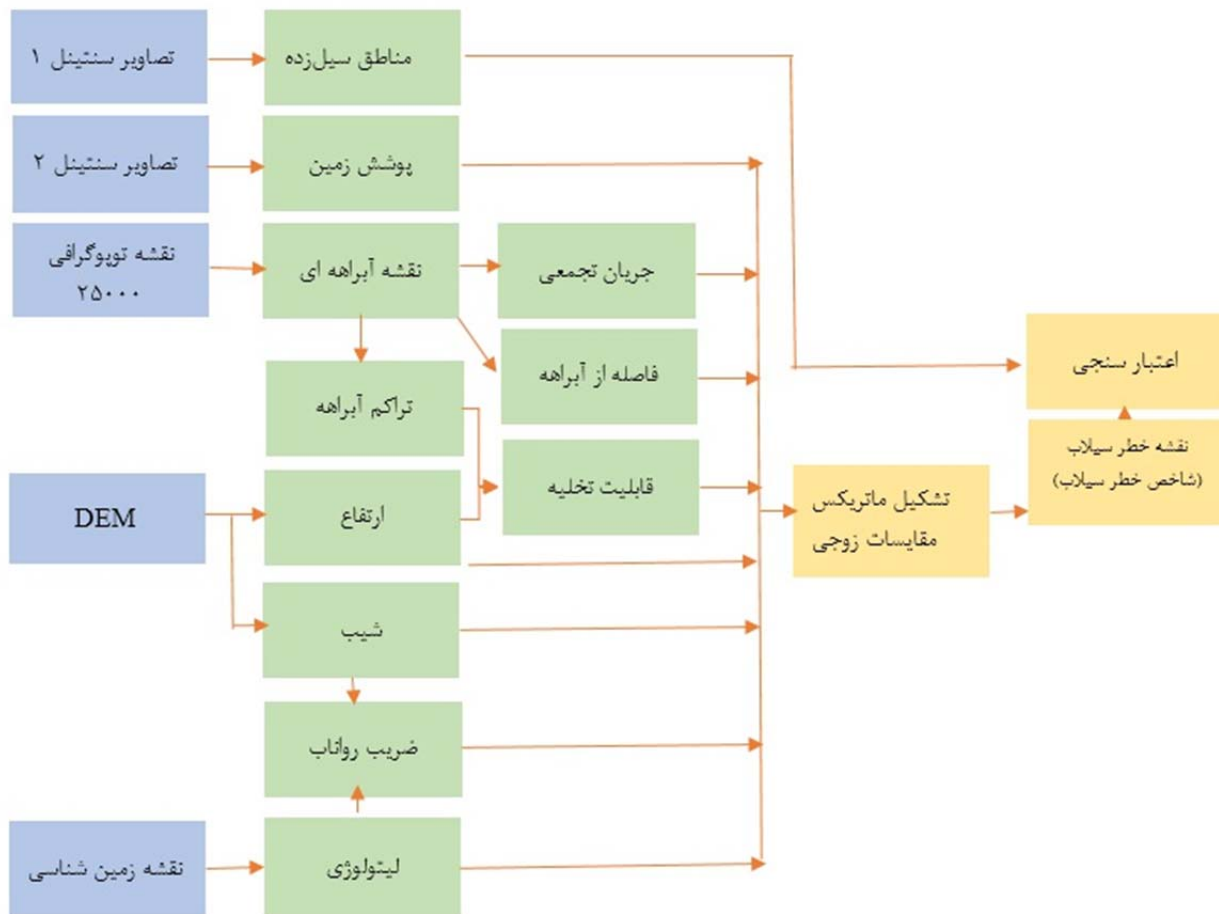 تصاویر سنتینل ۱
مناطق سیل‌زده
تصاویر سنتینل ۲
پوشش زمین
نقشه توپوگرافی
۲۵۰۰۰
نقشه آبراهه ای
جریان تجمعی
فاصله از آبراهه
تراکم آبراهه
قابلیت تخلیه
DEM
ارتفاع
شیب
ضریب رواناب
نقشه زمین شناسی
لیتولوژی
تشکیل ماتریکس
مقایسات زوجی
نقشه خطر سیلاب
(شاخص خطر سیلاب)
اعتبار سنجی